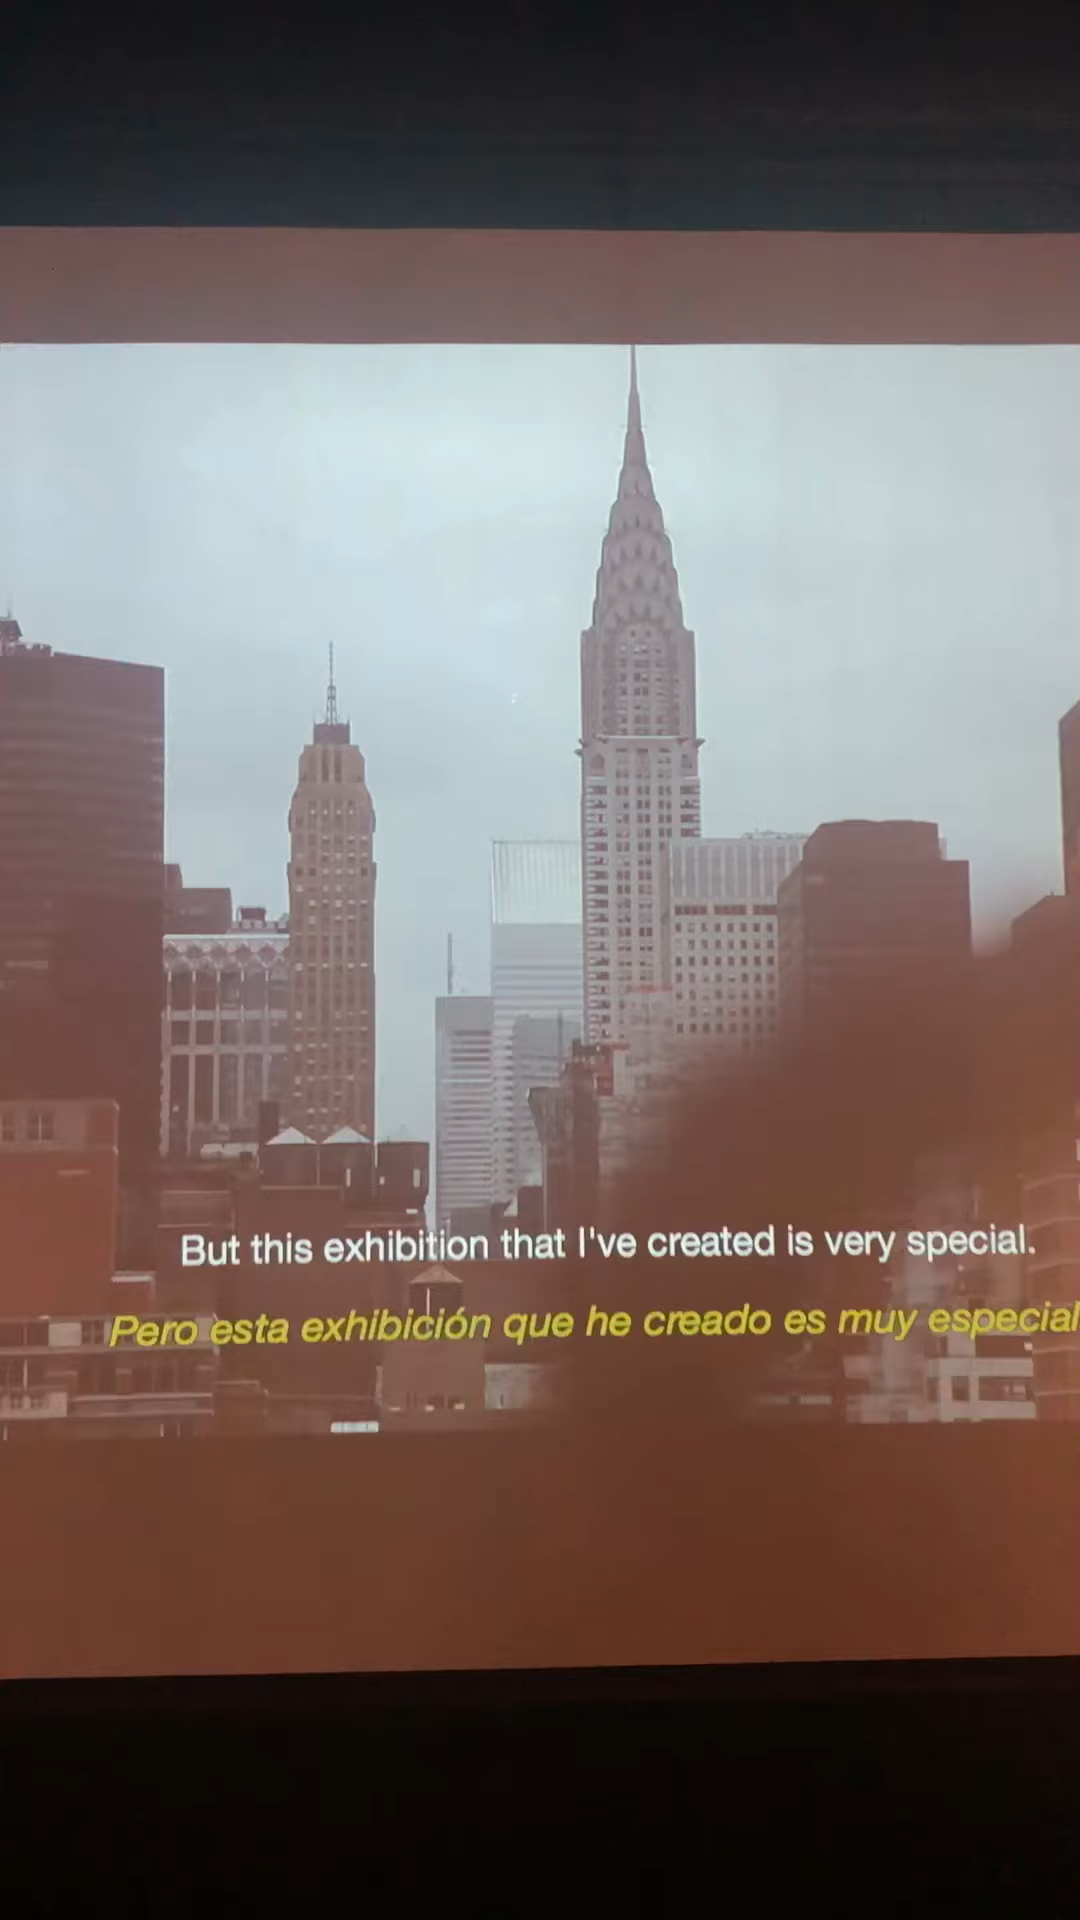 But this exhibition that I've created is very special.
Pero esta exhibición que he creado es muy especial